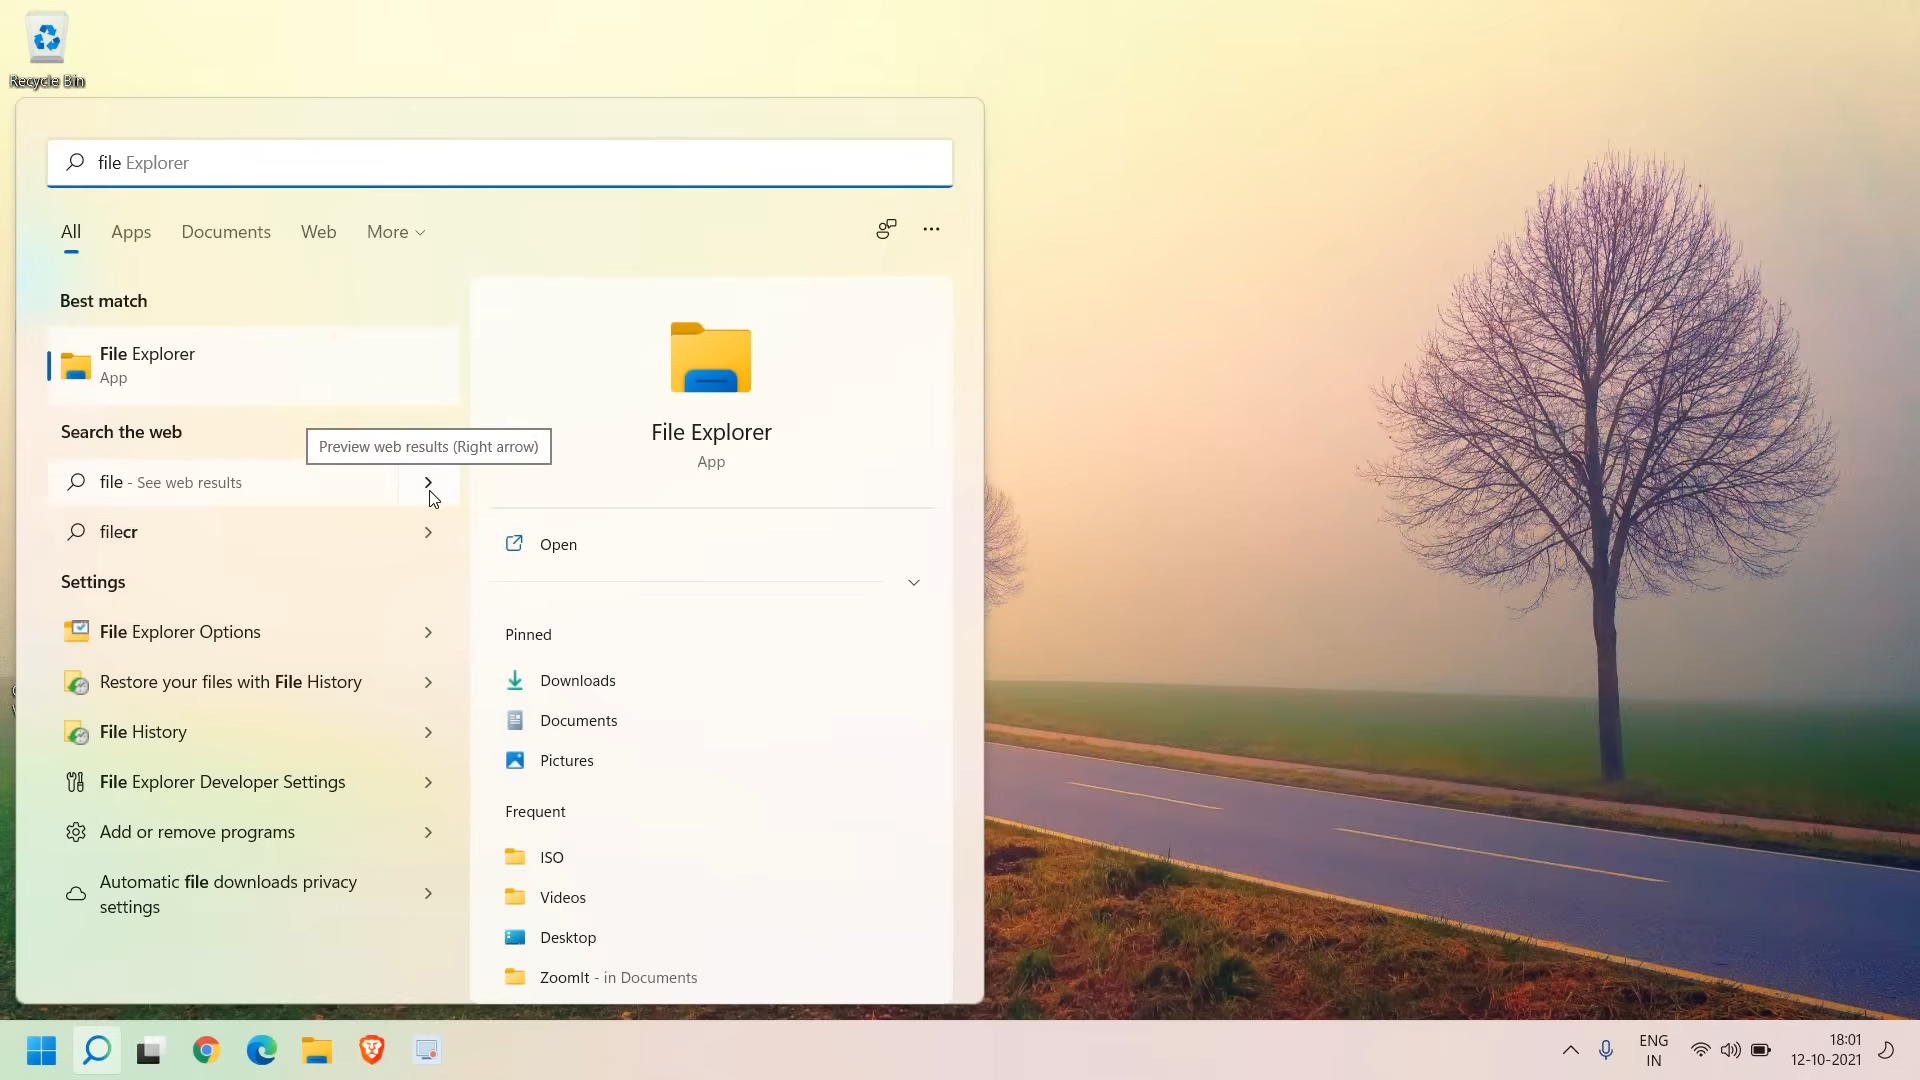 Recycle Bin
file Explorer
All Apps Documents Web More
Best match
File Explorer
App
Search the web
Preview web results (Right arrow)
file - See web results
filecr
Settings
File Explorer Options
Restore your files with File History
File History
File Explorer Developer Settings
Add or remove programs
Automatic file downloads privacy
settings
File Explorer
App
Open
Pinned
Downloads
Documents
Pictures
Frequent
ISO
Videos
Desktop
ZoomIt - in Documents
ENG
IN
18:01
12-10-2021